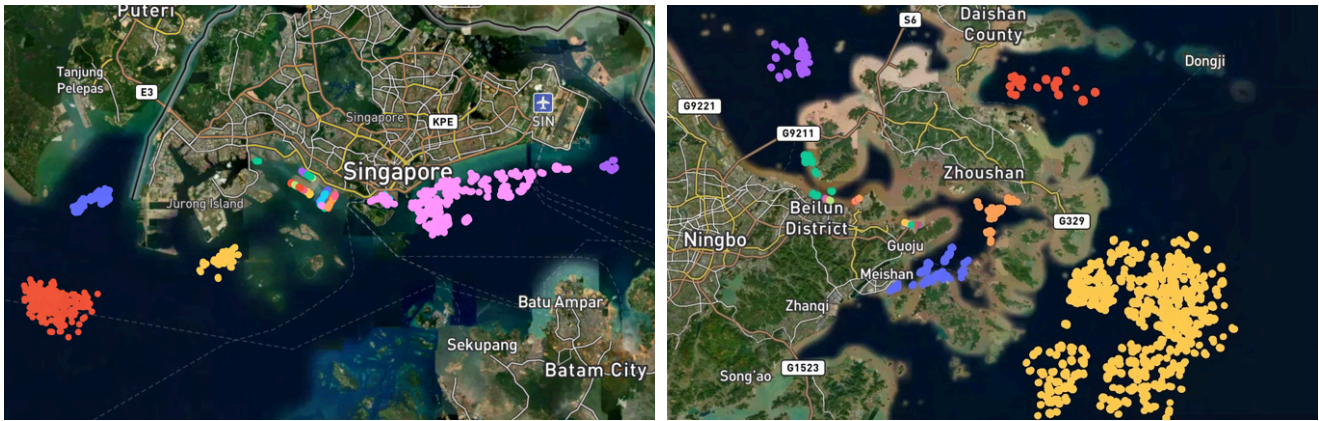 Puteri
Tanjung
Pelepas
E3
Singapore
KPE
SIN
Singapore
Jurong Island
Batu Ampar
Sekupang
Batam City
S6
Daishan
County
Dongji
G9221
G9211
Zhoushan
Beilun
District
G329
Ningbo
Guoju
Meishan
Zhanqi
G1523
Song'ao